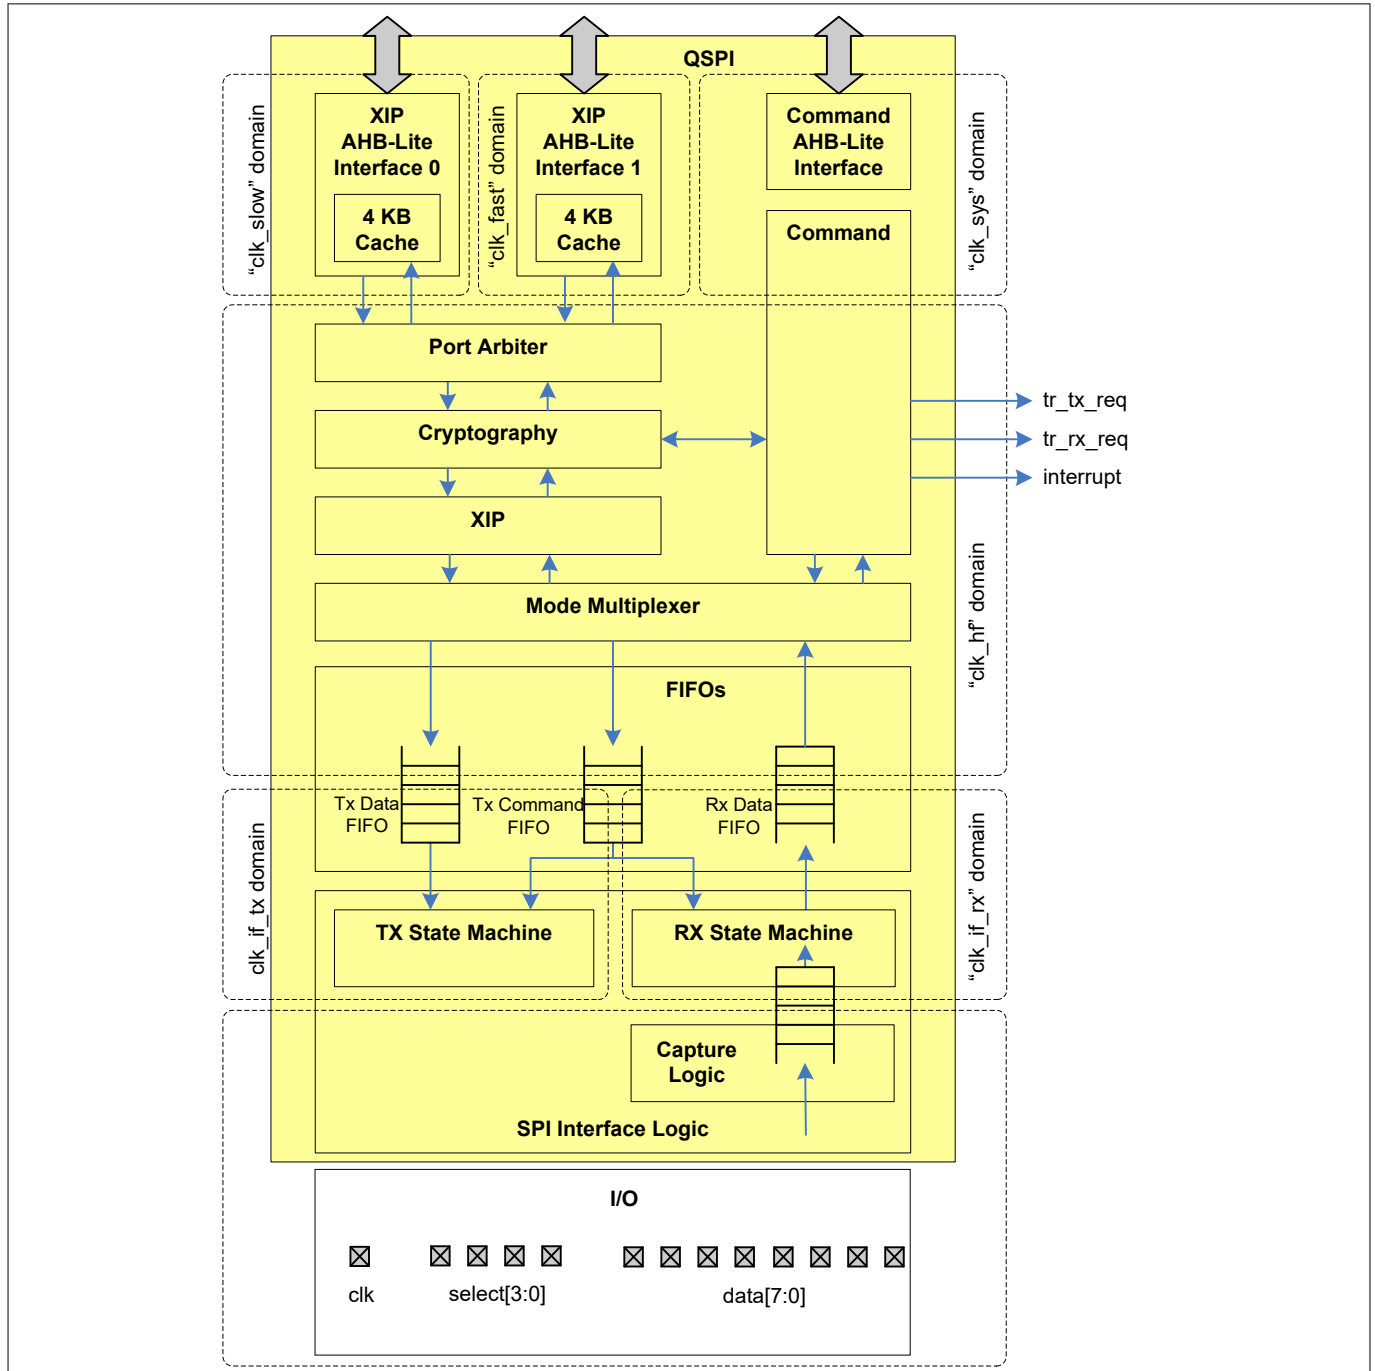 QSPI
"clk_slow" domain
XIP
AHB-Lite
Interface 0
4 KB
Cache
"clk_fast" domain
XIP
AHB-Lite
Interface 1
4 KB
Cache
Command
AHB-Lite
Interface
"clk_sys" domain
Command
Port Arbiter
Cryptography
XIP
tr_tx_req
tr_rx_req
interrupt
Mode Multiplexer
"clk_hf" domain
FIFOs
Tx Data
FIFO
Tx Command
FIFO
Rx Data
FIFO
clk_if_tx domain
"clk_if_rx" domain
TX State Machine
RX State Machine
Capture
Logic
SPI Interface Logic
I/O
clk
select[3:0]
data[7:0]